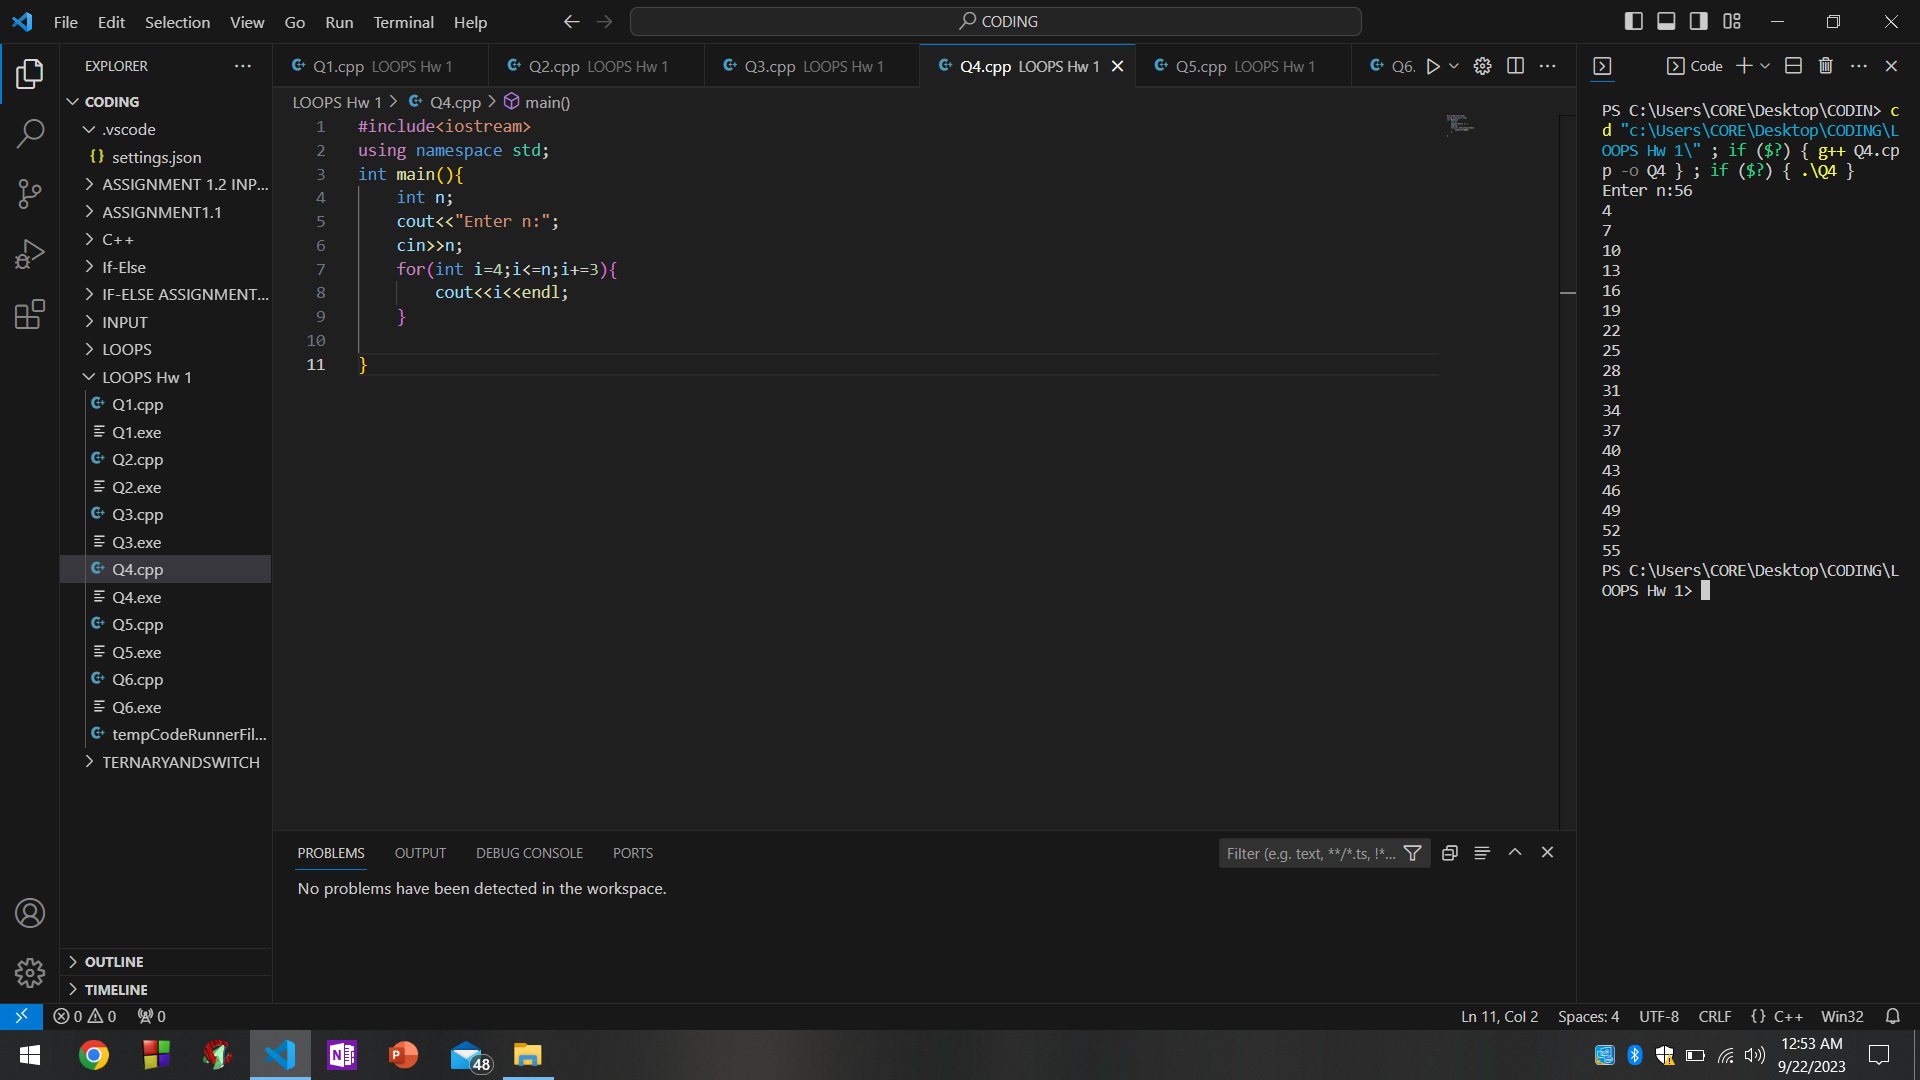 File Edit Selection View Go Run Terminal Help
CODING
EXPLORER
CODING
.vscode
{} settings.json
ASSIGNMENT 1.2 INP...
ASSIGNMENT1.1
C++
If-Else
IF-ELSE ASSIGNMENT...
INPUT
LOOPS
LOOPS Hw 1
Q1.cpp
Q1.exe
Q2.cpp
Q2.exe
Q3.cpp
Q3.exe
Q4.cpp
Q4.exe
Q5.cpp
Q5.exe
Q6.cpp
Q6.exe
tempCodeRunnerFil...
TERNARYANDSWITCH
OUTLINE
TIMELINE
Q1.cpp LOOPS Hw 1 Q2.cpp LOOPS Hw 1 Q3.cpp LOOPS Hw 1 Q4.cpp LOOPS Hw 1 Q5.cpp LOOPS Hw 1 Q6.
LOOPS Hw 1 > Q4.cpp > main()
1 #include<iostream>
2 using namespace std;
3 int main(){
4 int n;
5 cout<<"Enter n:";
6 cin>>n;
7 for(int i=4;i<=n;i+=3){
8 cout<<i<<endl;
9 }
10
11 }
PROBLEMS OUTPUT DEBUG CONSOLE PORTS
Filter (e.g. text, **/*.ts, !*...
No problems have been detected in the workspace.
Code
PS C:\Users\CORE\Desktop\CODIN> c
d "c:\Users\CORE\Desktop\CODING\L
OOPS Hw 1\" ; if ($?) { g++ Q4.cp
p -o Q4 } ; if ($?) { .\Q4 }
Enter n:56
4
7
10
13
16
19
22
25
28
31
34
37
40
43
46
49
52
55
PS C:\Users\CORE\Desktop\CODING\L
OOPS Hw 1>
0 0 0
Ln 11, Col 2 Spaces: 4 UTF-8 CRLF {} C++ Win32
48
12:53 AM
9/22/2023